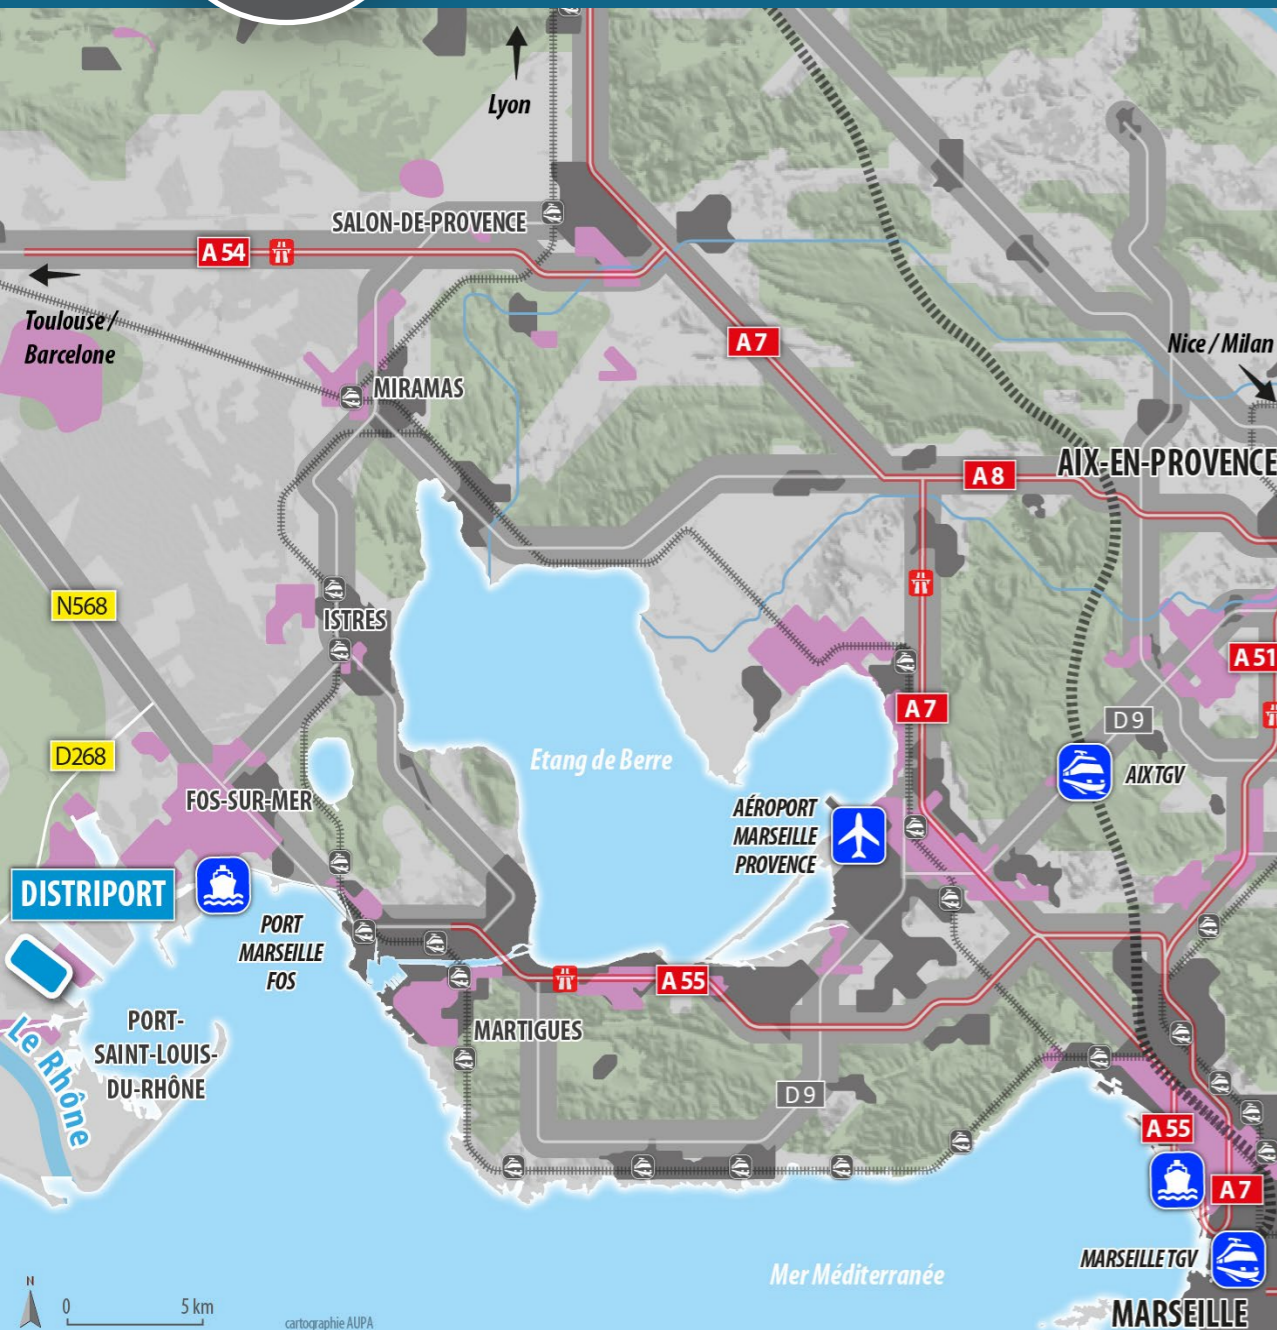 Lyon
SALON-DE-PROVENCE
A 54
Toulouse /
Barcelone
A 7
Nice / Milan
MIRAMAS
A 8
AIX-EN-PROVENCE
N568
ISTRES
A 51
A 7
D 9
D268
Etang de Berre
AIX TGV
FOS-SUR-MER
AÉROPORT
MARSEILLE
PROVENCE
DISTRIPORT
PORT
MARSEILLE
FOS
A 55
PORT-
SAINT-LOUIS-
DU-RHÔNE
MARTIGUES
Le Rhône
D 9
A 55
A 7
MARSEILLE TGV
Mer Méditerranée
MARSEILLE
N
0 5 km
cartographie AUPA